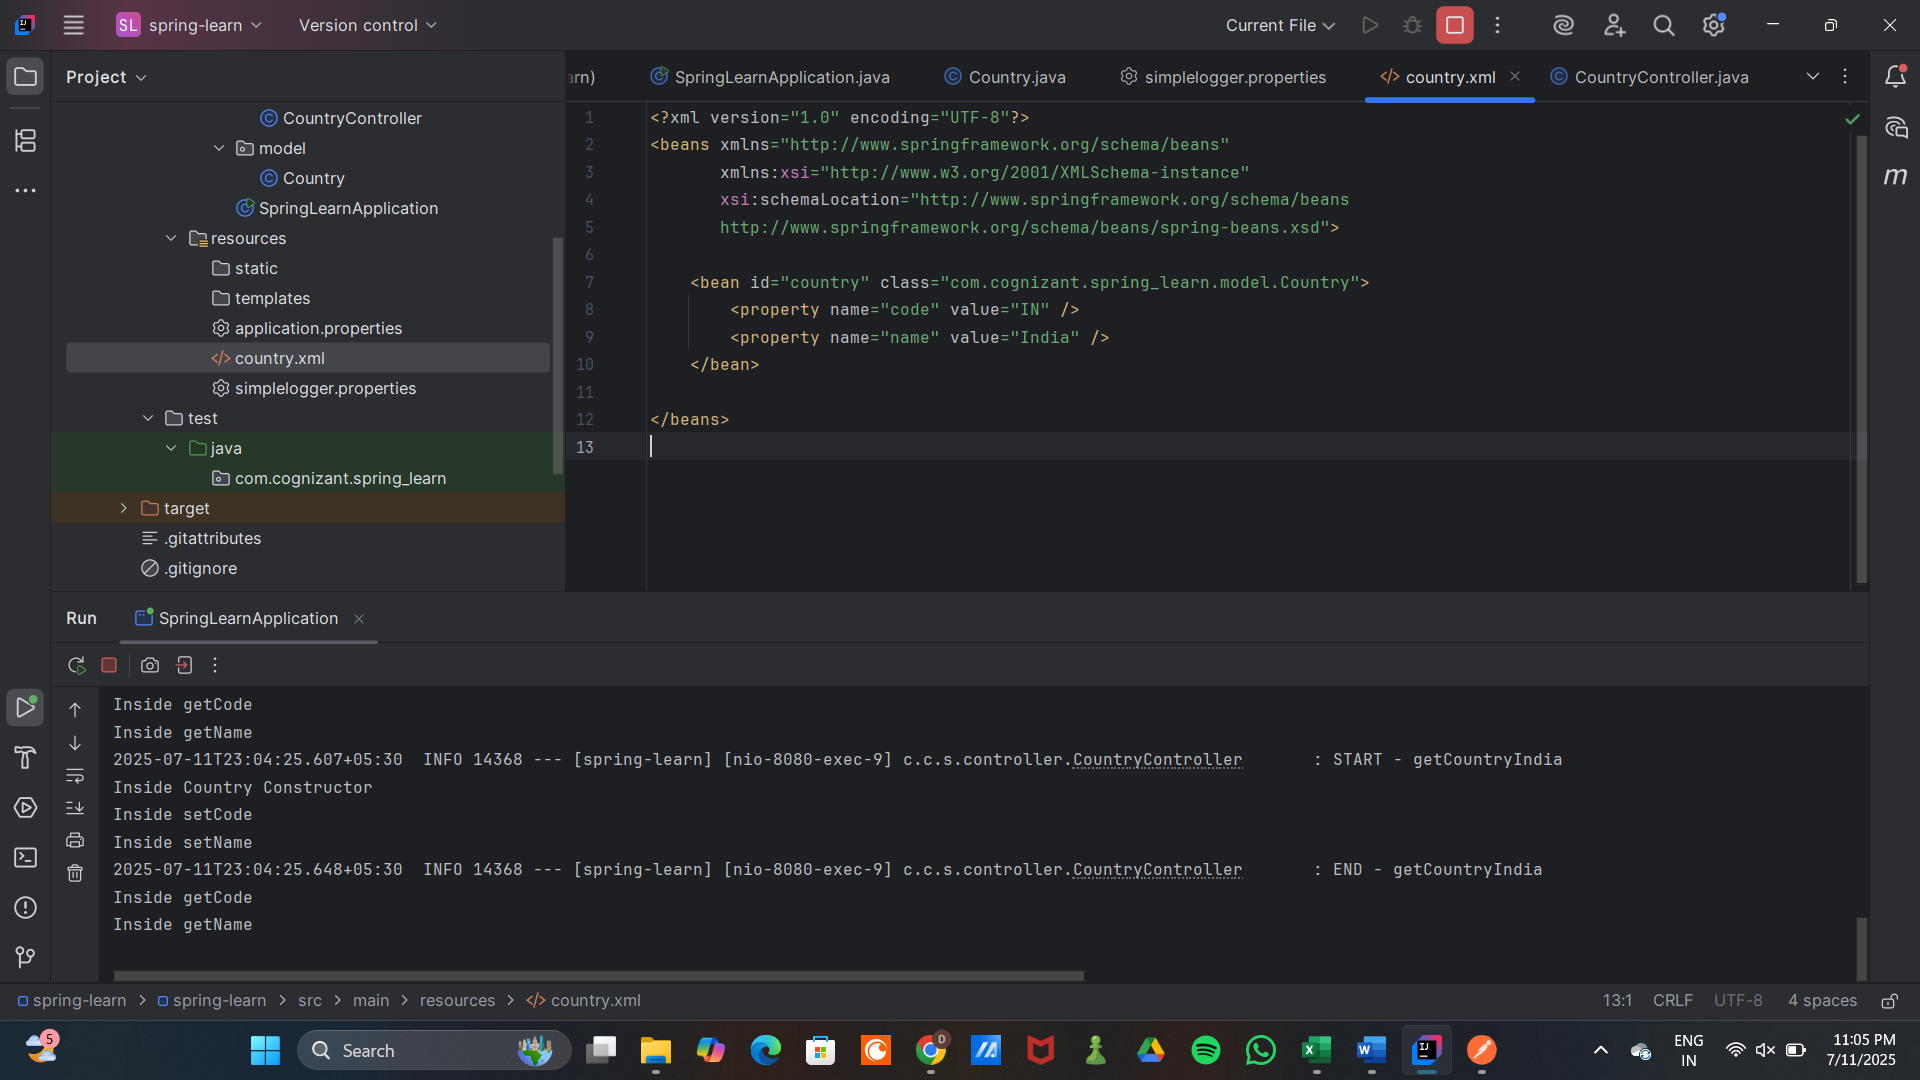 SL spring-learn
Version control
Current File
Project
CountryController
model
Country
SpringLearnApplication
resources
static
templates
application.properties
country.xml
simplelogger.properties
test
java
com.cognizant.spring_learn
target
.gitattributes
.gitignore
arn)
SpringLearnApplication.java
Country.java
simplelogger.properties
country.xml
CountryController.java
1 <?xml version="1.0" encoding="UTF-8"?>
2 <beans xmlns="http://www.springframework.org/schema/beans"
3 xmlns:xsi="http://www.w3.org/2001/XMLSchema-instance"
4 xsi:schemaLocation="http://www.springframework.org/schema/beans
5 http://www.springframework.org/schema/beans/spring-beans.xsd">
6
7 <bean id="country" class="com.cognizant.spring_learn.model.Country">
8 <property name="code" value="IN" />
9 <property name="name" value="India" />
10 </bean>
11
12 </beans>
13
m
Run
SpringLearnApplication
Inside getCode
Inside getName
2025-07-11T23:04:25.607+05:30  INFO 14368 --- [spring-learn] [nio-8080-exec-9] c.c.s.controller.CountryController : START - getCountryIndia
Inside Country Constructor
Inside setCode
Inside setName
2025-07-11T23:04:25.648+05:30  INFO 14368 --- [spring-learn] [nio-8080-exec-9] c.c.s.controller.CountryController : END - getCountryIndia
Inside getCode
Inside getName
spring-learn > spring-learn > src > main > resources > country.xml
13:1 CRLF UTF-8 4 spaces
5
Search
D
ENG
IN
11:05 PM
7/11/2025